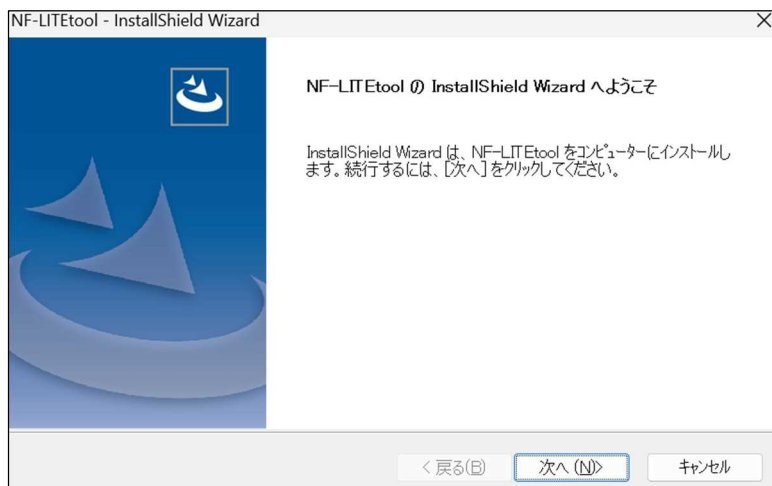 NF-LITEtool - InstallShield Wizard
NF-LITEtool の InstallShield Wizard へようこそ
InstallShield Wizard は、NF-LITEtool をコンピューターにインストールし
ます。続行するには、[次へ] をクリックしてください。
< 戻る(B) 次へ (N)> キャンセル